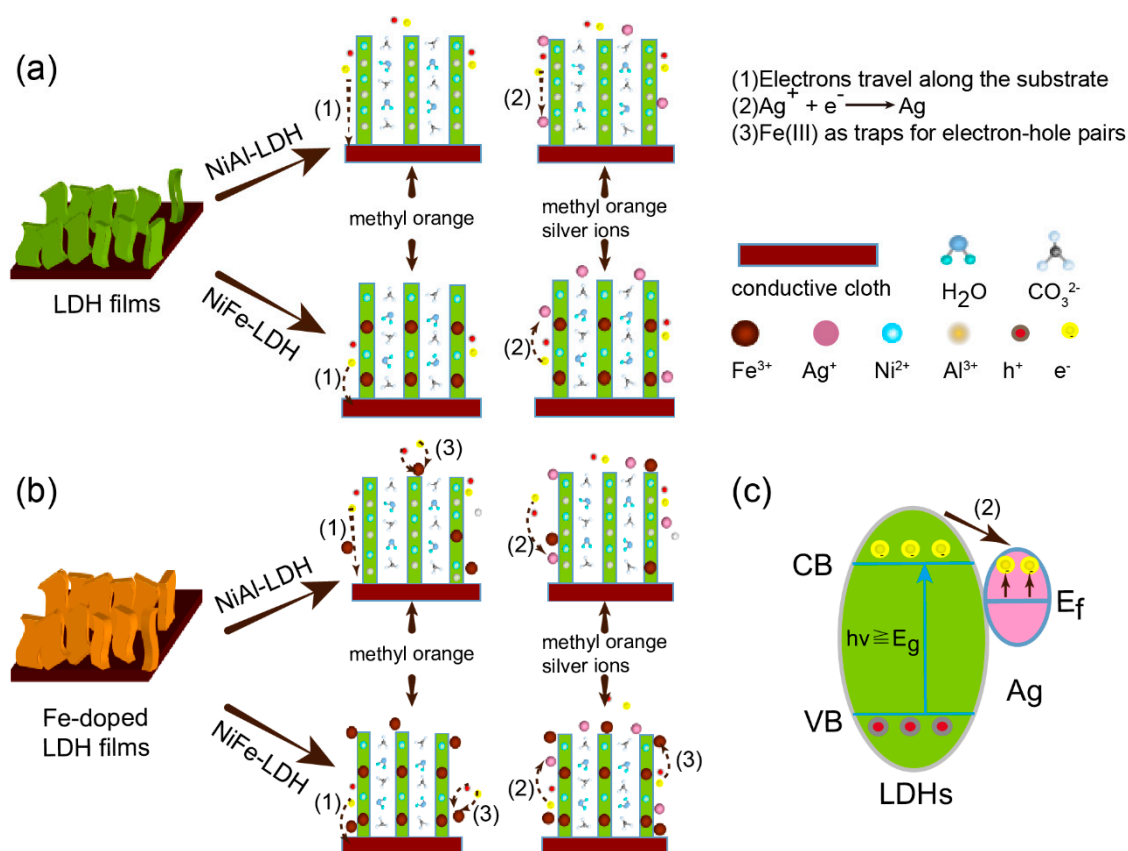 (a)
NiAl-LDH
NiFe-LDH
LDH films
(1)
(2)
methyl orange
methyl orange
silver ions
(1)
(2)
(1)Electrons travel along the substrate
(2)Ag⁺ + e⁻ ⟶ Ag
(3)Fe(III) as traps for electron-hole pairs
conductive cloth
H₂O
CO₃²⁻
Fe³⁺ Ag⁺ Ni²⁺ Al³⁺ h⁺ e⁻
(b)
NiAl-LDH
NiFe-LDH
Fe-doped
LDH films
(3)
(1)
(2)
methyl orange
methyl orange
silver ions
(1)
(3)
(2)
(3)
(c)
(2)
CB
E_f
hν≧E_g
Ag
VB
LDHs